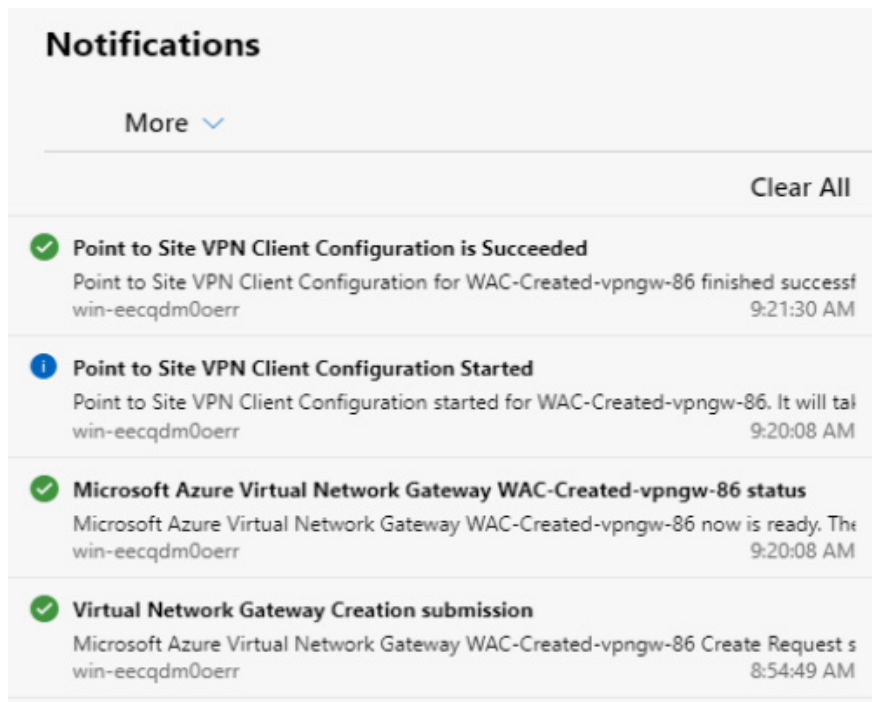 Notifications
More
Clear All
Point to Site VPN Client Configuration is Succeeded
Point to Site VPN Client Configuration for WAC-Created-vpngw-86 finished successf
win-eecqdm0oerr 9:21:30 AM
Point to Site VPN Client Configuration Started
Point to Site VPN Client Configuration started for WAC-Created-vpngw-86. It will tak
win-eecqdm0oerr 9:20:08 AM
Microsoft Azure Virtual Network Gateway WAC-Created-vpngw-86 status
Microsoft Azure Virtual Network Gateway WAC-Created-vpngw-86 now is ready. The
win-eecqdm0oerr 9:20:08 AM
Virtual Network Gateway Creation submission
Microsoft Azure Virtual Network Gateway WAC-Created-vpngw-86 Create Request s
win-eecqdm0oerr 8:54:49 AM